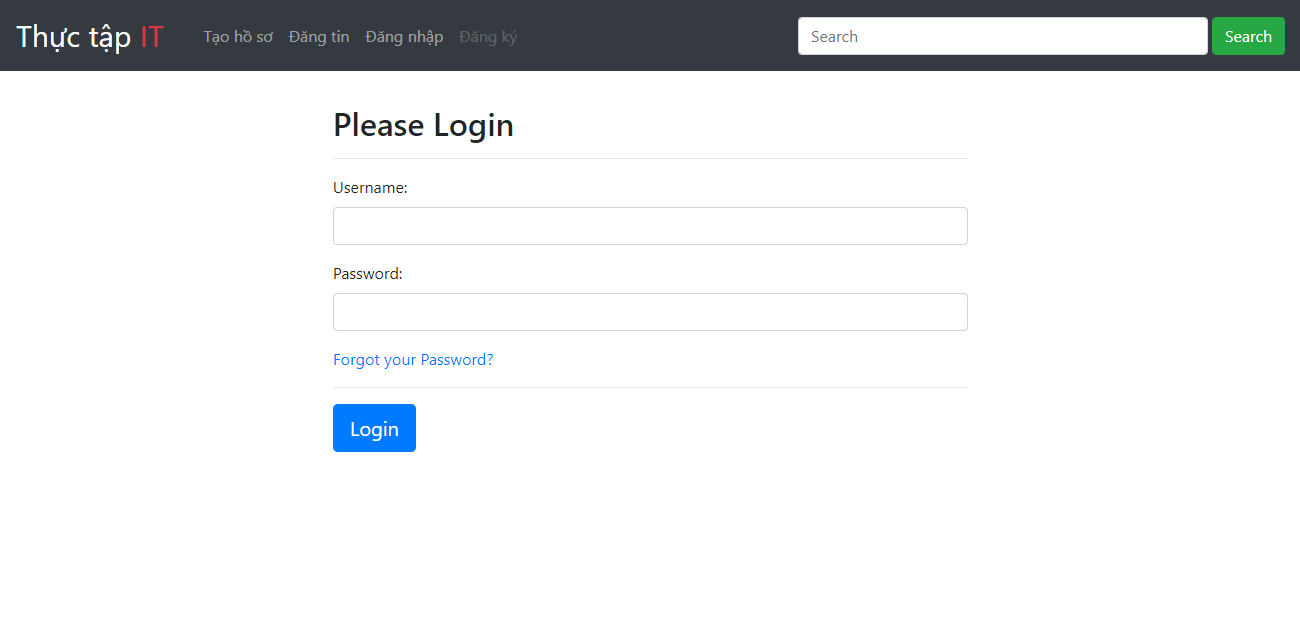 Thực tập IT Tạo hồ sơ Đăng tin Đăng nhập Đăng ký Search Search
Please Login
Username:
Password:
Forgot your Password?
Login